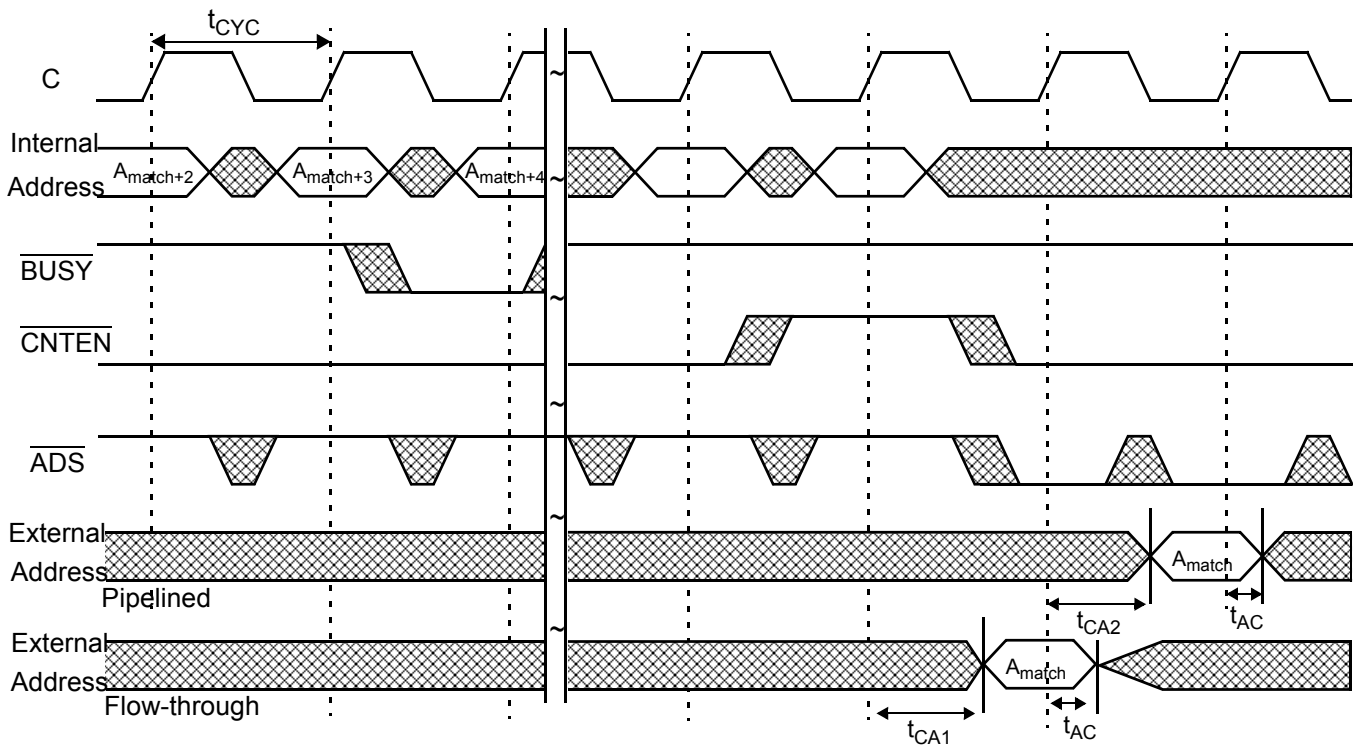 tCYC
C
Internal
Address
Amatch+2
Amatch+3
Amatch+4
~
~
BUSY
~
CNTEN
~
ADS
~
External
Address
Amatch
Pipelined
tCA2
tAC
~
External
Address
Amatch
Flow-through
tCA1
tAC